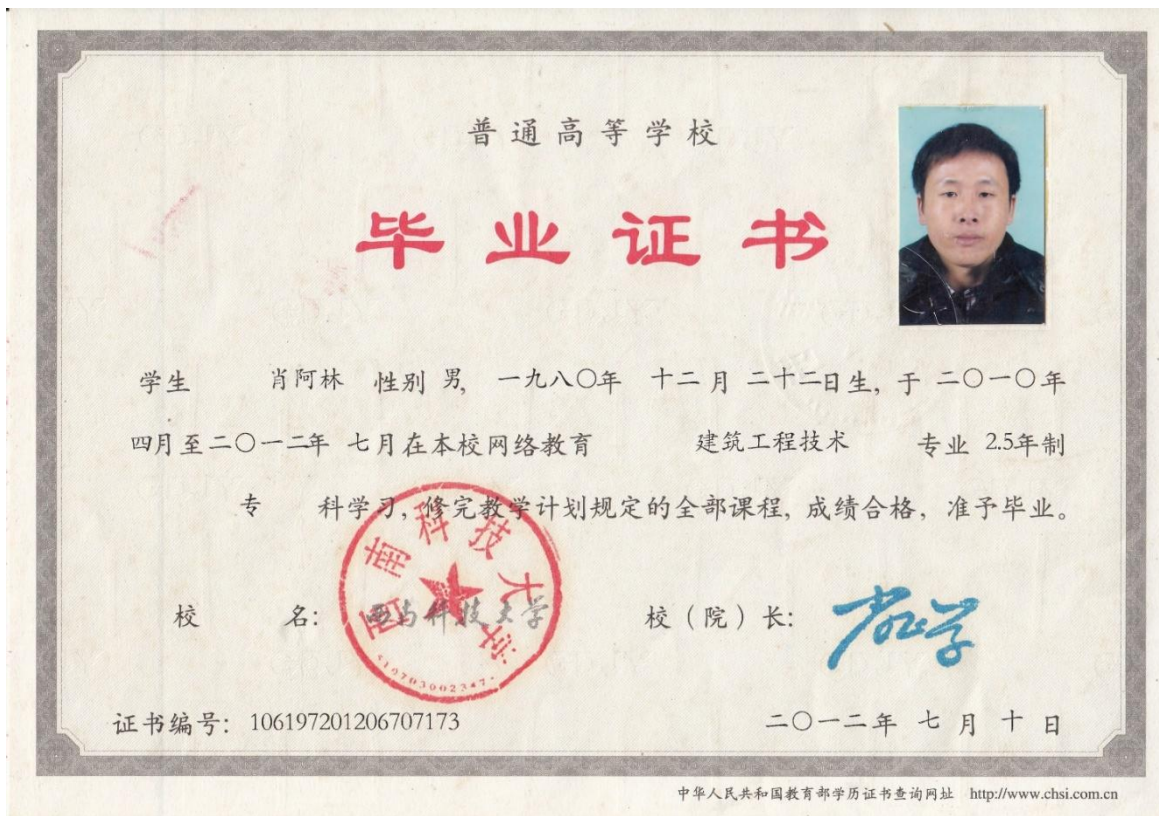 普通高等学校
毕业证书
学生 肖阿林 性别 男, 一九八〇年 十二月 二十二日生, 于 二〇一〇年
四月至二〇一二年 七月在本校网络教育 建筑工程技术 专业 2.5年制
专 科学习, 修完教学计划规定的全部课程, 成绩合格, 准予毕业。
校 名: 西南科技大学 校(院)长:
西南科技大学
5107030023471
证书编号: 106197201206707173 二〇一二年 七月 十日
中华人民共和国教育部学历证书查询网址 http://www.chsi.com.cn